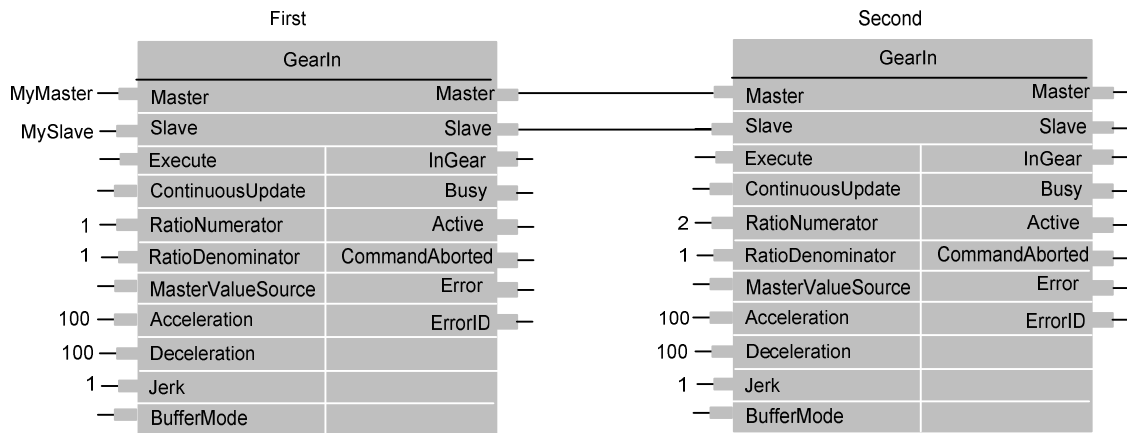 First Second
GearIn GearIn
MyMaster Master Master Master Master
MySlave Slave Slave Slave Slave
Execute InGear Execute InGear
ContinuousUpdate Busy ContinuousUpdate Busy
1 RatioNumerator Active 2 RatioNumerator Active
1 RatioDenominator CommandAborted 1 RatioDenominator CommandAborted
MasterValueSource Error MasterValueSource Error
100 Acceleration ErrorID 100 Acceleration ErrorID
100 Deceleration 100 Deceleration
1 Jerk 1 Jerk
BufferMode BufferMode